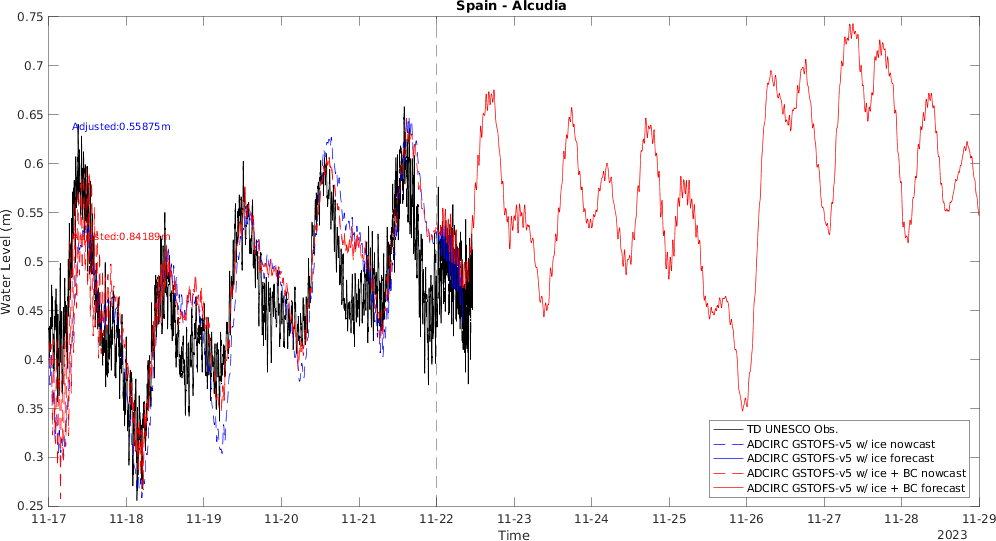 Spain - Alcudia
0.75
0.7
0.65
0.6
0.55
0.5
0.45
0.4
0.35
0.3
0.25
Water Level (m)
Adjusted:0.55875m
Adjusted:0.84189m
TD UNESCO Obs.
ADCIRC GSTOFS-v5 w/ ice nowcast
ADCIRC GSTOFS-v5 w/ ice forecast
ADCIRC GSTOFS-v5 w/ ice + BC nowcast
ADCIRC GSTOFS-v5 w/ ice + BC forecast
11-17 11-18 11-19 11-20 11-21 11-22 11-23 11-24 11-25 11-26 11-27 11-28 11-29
Time
2023